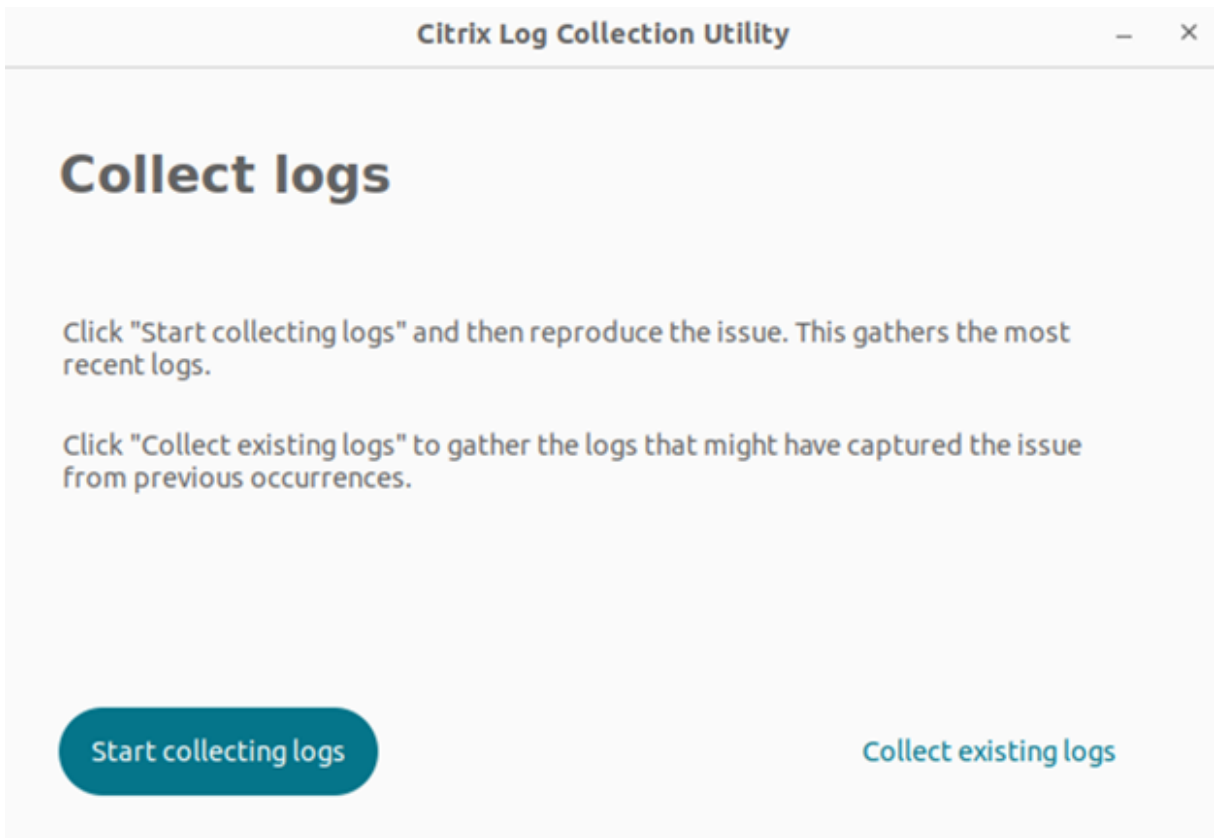 Citrix Log Collection Utility
Collect logs
Click "Start collecting logs" and then reproduce the issue. This gathers the most
recent logs.
Click "Collect existing logs" to gather the logs that might have captured the issue
from previous occurrences.
Start collecting logs
Collect existing logs